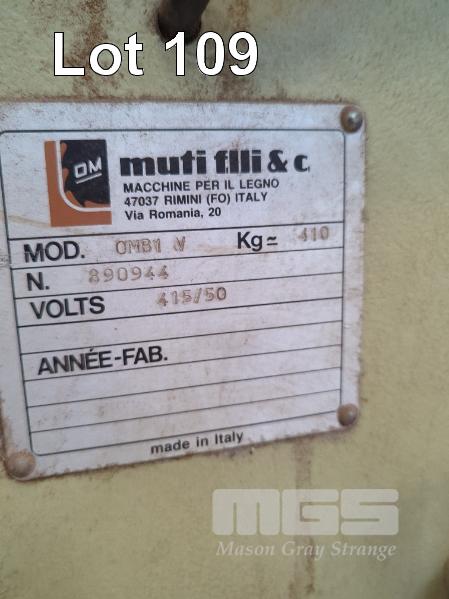 Lot 109
OM
muti f.lli & c.
MACCHINE PER IL LEGNO
47037 RIMINI (FO) ITALY
Via Romania, 20
MOD. OMB1 V Kg≃ 410
N. 890944
VOLTS 415/50
ANNÉE-FAB.
made in Italy
MGS
Mason Gray Strange